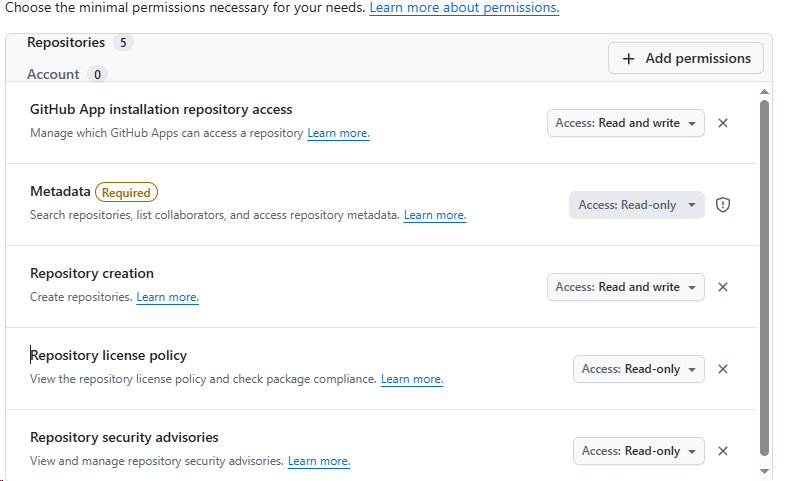 Choose the minimal permissions necessary for your needs. Learn more about permissions.
Repositories 5
Account 0
+ Add permissions
GitHub App installation repository access
Manage which GitHub Apps can access a repository Learn more.
Access: Read and write
Metadata Required
Search repositories, list collaborators, and access repository metadata. Learn more.
Access: Read-only
Repository creation
Create repositories. Learn more.
Access: Read and write
Repository license policy
View the repository license policy and check package compliance. Learn more.
Access: Read-only
Repository security advisories
View and manage repository security advisories. Learn more.
Access: Read-only